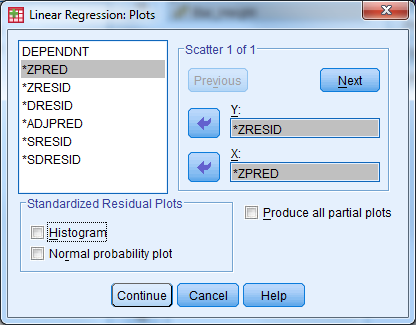 Linear Regression: Plots
DEPENDNT
*ZPRED
*ZRESID
*DRESID
*ADJPRED
*SRESID
*SDRESID
Scatter 1 of 1
Previous
Next
Y:
*ZRESID
X:
*ZPRED
Standardized Residual Plots
Histogram
Normal probability plot
Produce all partial plots
Continue
Cancel
Help